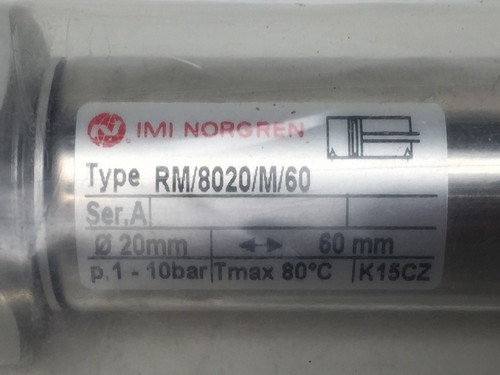 IMI NORGREN
Type RM/8020/M/60
Ser.A
Ø 20mm 60 mm
p.1 - 10bar Tmax 80°C K15CZ